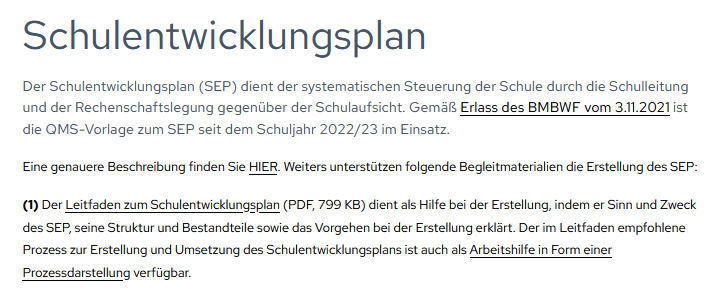 Schulentwicklungsplan
Der Schulentwicklungsplan (SEP) dient der systematischen Steuerung der Schule durch die Schulleitung
und der Rechenschaftslegung gegenüber der Schulaufsicht. Gemäß Erlass des BMBWF vom 3.11.2021 ist
die QMS-Vorlage zum SEP seit dem Schuljahr 2022/23 im Einsatz.
Eine genauere Beschreibung finden Sie HIER. Weiters unterstützen folgende Begleitmaterialien die Erstellung des SEP:
(1) Der Leitfaden zum Schulentwicklungsplan (PDF, 799 KB) dient als Hilfe bei der Erstellung, indem er Sinn und Zweck
des SEP, seine Struktur und Bestandteile sowie das Vorgehen bei der Erstellung erklärt. Der im Leitfaden empfohlene
Prozess zur Erstellung und Umsetzung des Schulentwicklungsplans ist auch als Arbeitshilfe in Form einer
Prozessdarstellung verfügbar.